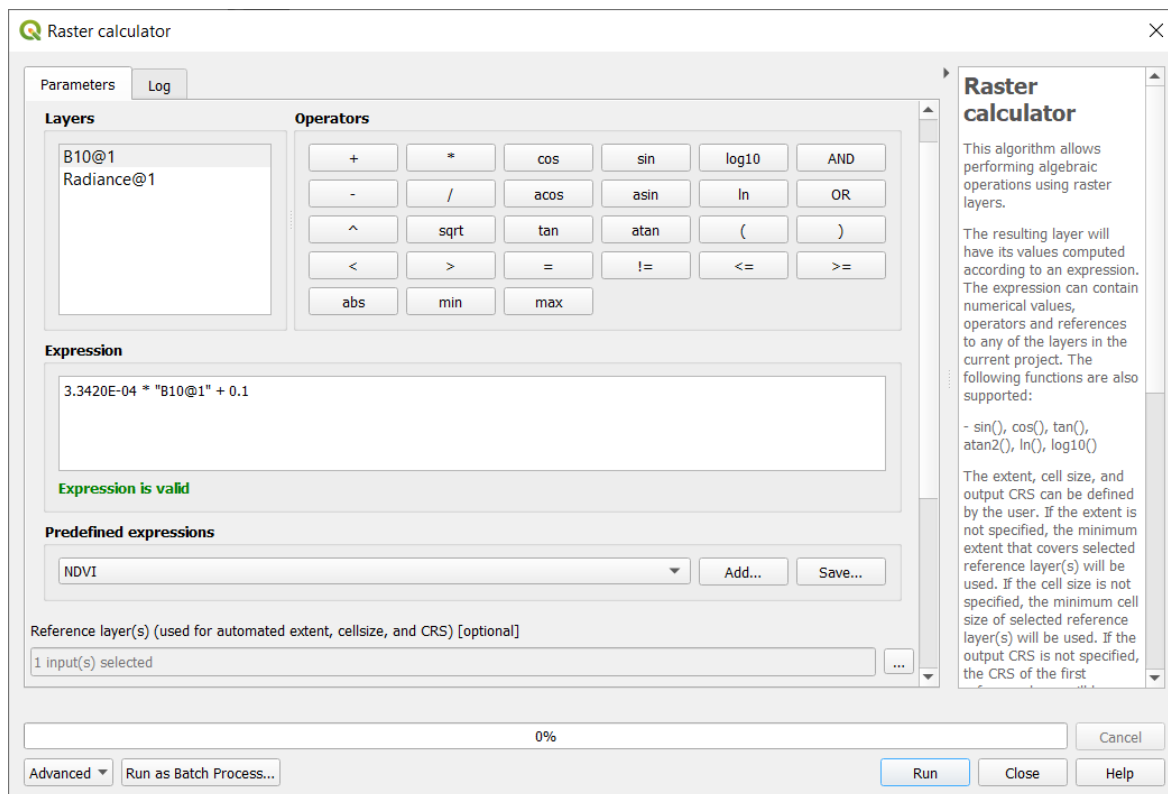 Raster calculator
Parameters
Log
Layers
B10@1
Radiance@1
Operators
+ * cos sin log10 AND
- / acos asin ln OR
^ sqrt tan atan ( )
< > = != <= >=
abs min max
Expression
3.3420E-04 * "B10@1" + 0.1
Expression is valid
Predefined expressions
NDVI
Add...
Save...
Reference layer(s) (used for automated extent, cellsize, and CRS) [optional]
1 input(s) selected
...
Raster
calculator
This algorithm allows
performing algebraic
operations using raster
layers.
The resulting layer will
have its values computed
according to an expression.
The expression can contain
numerical values,
operators and references
to any of the layers in the
current project. The
following functions are also
supported:
- sin(), cos(), tan(),
atan2(), ln(), log10()
The extent, cell size, and
output CRS can be defined
by the user. If the extent is
not specified, the minimum
extent that covers selected
reference layer(s) will be
used. If the cell size is not
specified, the minimum cell
size of selected reference
layer(s) will be used. If the
output CRS is not specified,
the CRS of the first
0%
Cancel
Advanced
Run as Batch Process...
Run
Close
Help